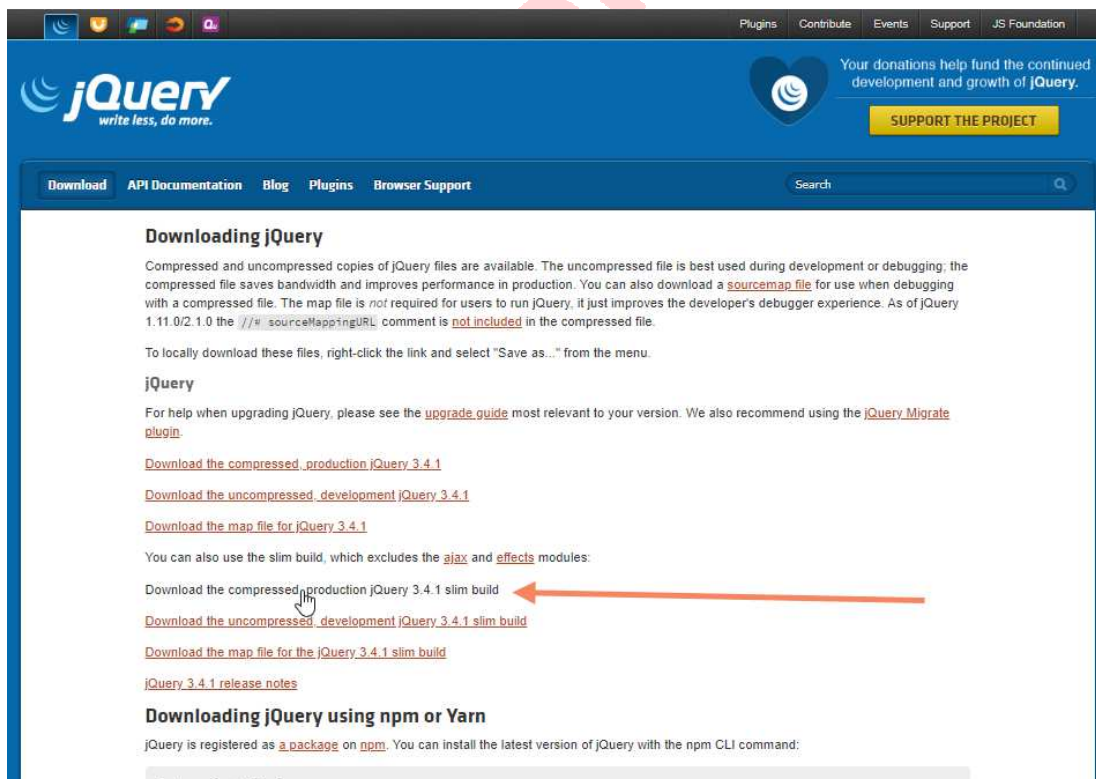 Plugins Contribute Events Support JS Foundation
jQuery
write less, do more.
Your donations help fund the continued
development and growth of jQuery.
SUPPORT THE PROJECT
Download API Documentation Blog Plugins Browser Support Search
Downloading jQuery
Compressed and uncompressed copies of jQuery files are available. The uncompressed file is best used during development or debugging; the
compressed file saves bandwidth and improves performance in production. You can also download a sourcemap file for use when debugging
with a compressed file. The map file is not required for users to run jQuery, it just improves the developer's debugger experience. As of jQuery
1.11.0/2.1.0 the //# sourceMappingURL comment is not included in the compressed file.
To locally download these files, right-click the link and select "Save as..." from the menu.
jQuery
For help when upgrading jQuery, please see the upgrade guide most relevant to your version. We also recommend using the jQuery Migrate
plugin.
Download the compressed, production jQuery 3.4.1
Download the uncompressed, development jQuery 3.4.1
Download the map file for jQuery 3.4.1
You can also use the slim build, which excludes the ajax and effects modules:
Download the compressed, production jQuery 3.4.1 slim build
Download the uncompressed, development jQuery 3.4.1 slim build
Download the map file for the jQuery 3.4.1 slim build
jQuery 3.4.1 release notes
Downloading jQuery using npm or Yarn
jQuery is registered as a package on npm. You can install the latest version of jQuery with the npm CLI command: